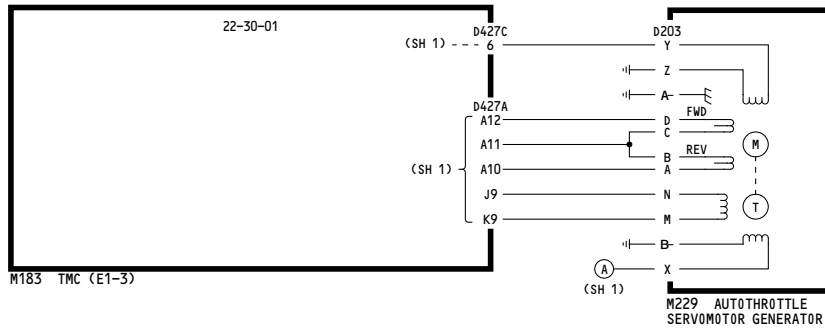 22-30-01
D427C
D203
(SH 1)
6
Y
Z
A
D427A
FWD
A12
D
C
A11
M
B
REV
(SH 1)
A10
A
J9
N
T
K9
M
B
A
X
(SH 1)
M183 TMC (E1-3)
M229 AUTOTHROTTLE
SERVOMOTOR GENERATOR